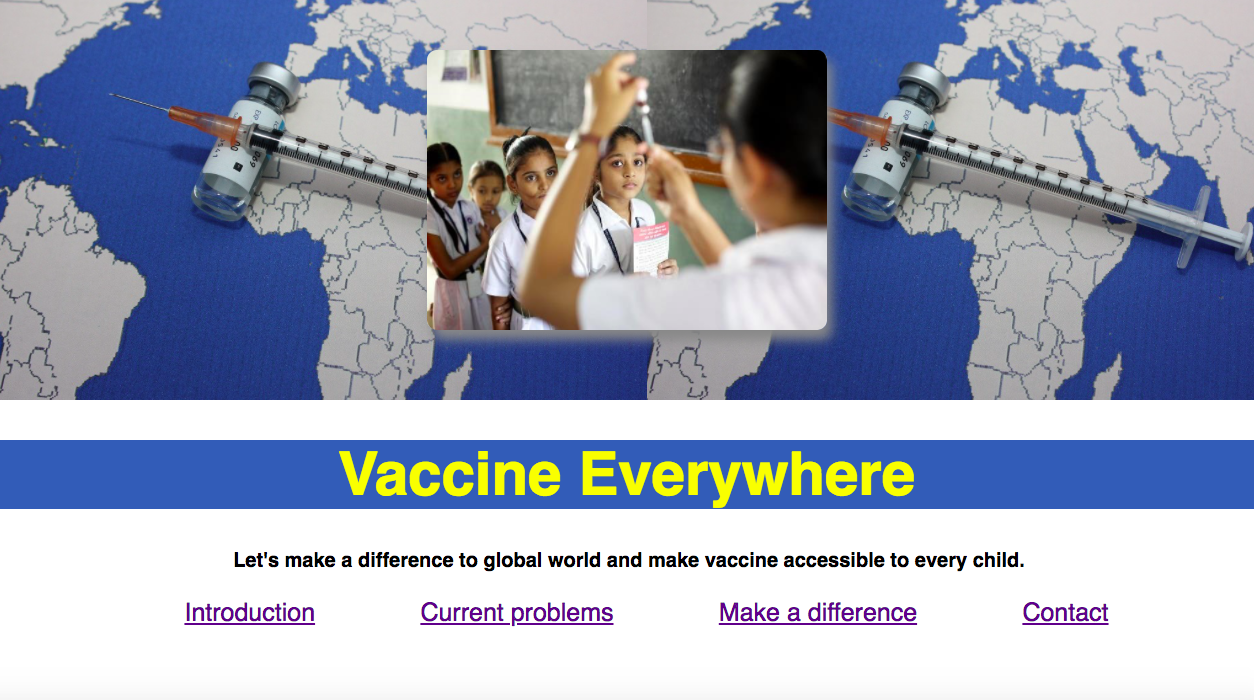 Vaccine Everywhere
Let's make a difference to global world and make vaccine accessible to every child.
Introduction Current problems Make a difference Contact